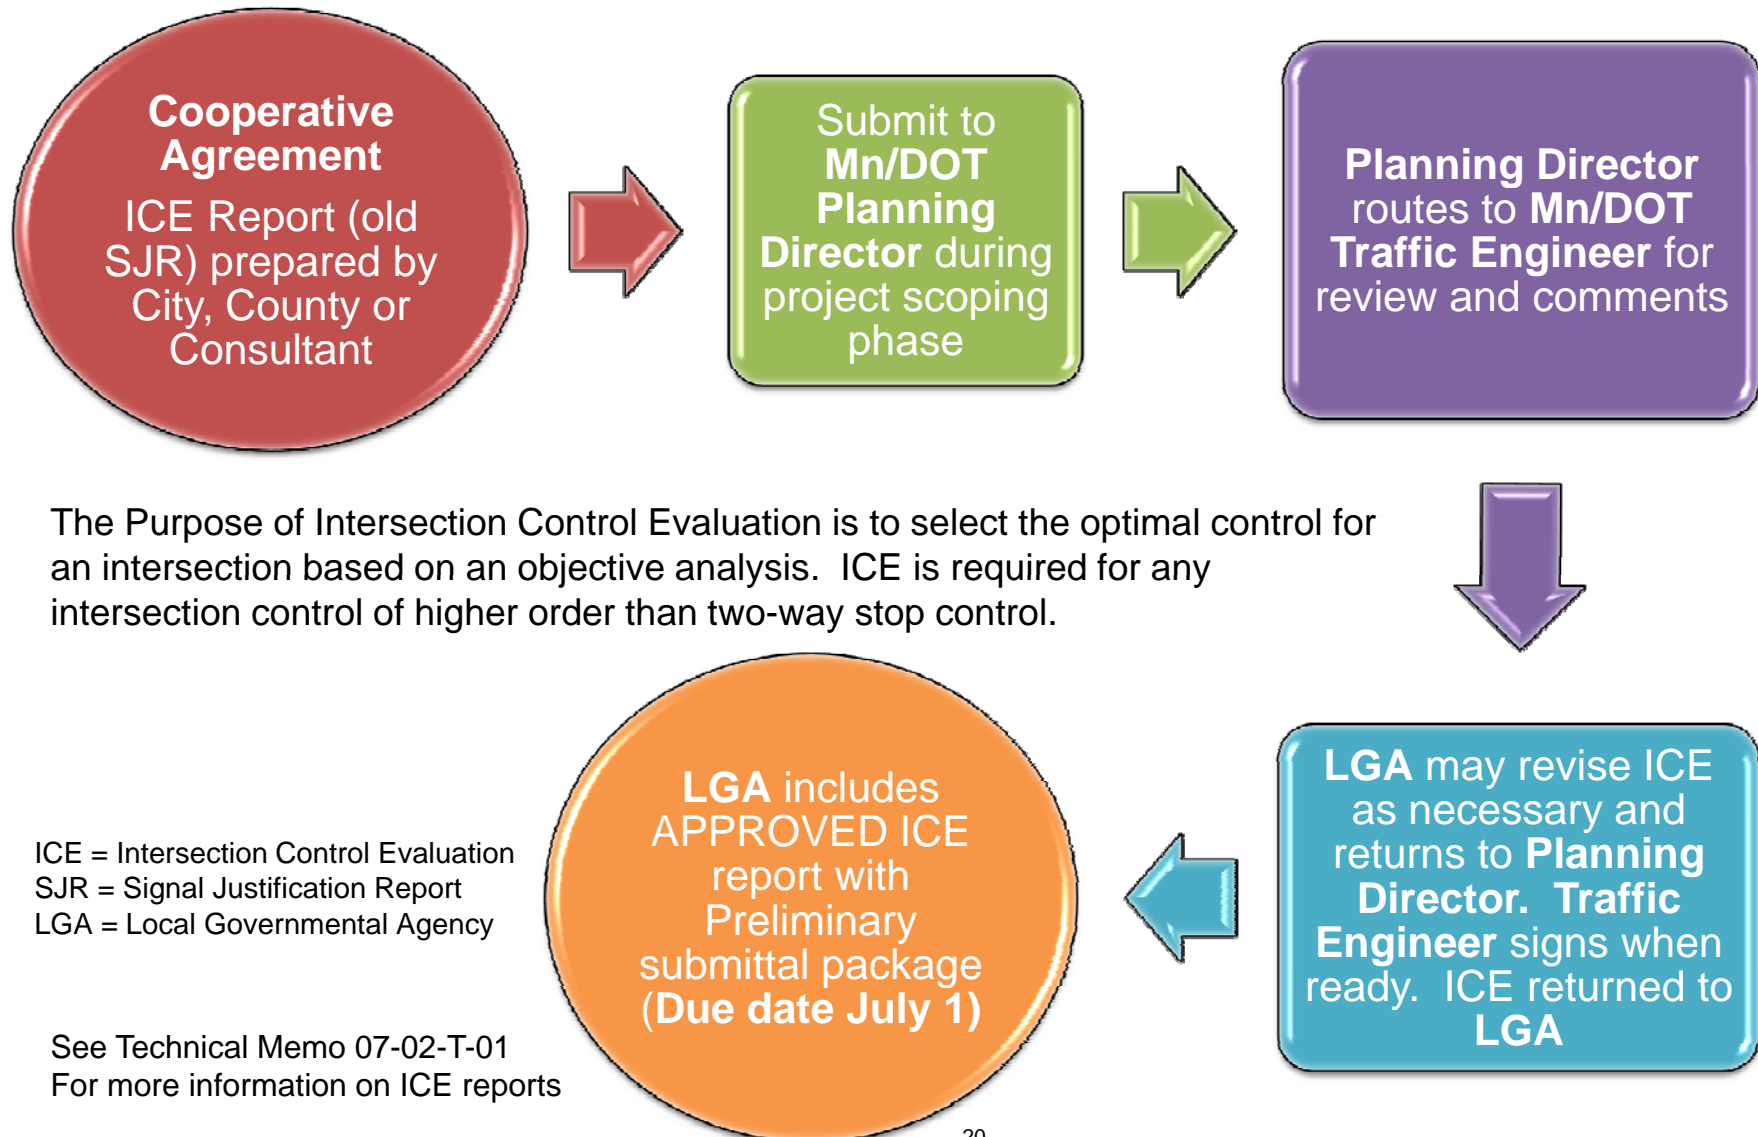 Cooperative
Agreement
ICE Report (old
SJR) prepared by
City, County or
Consultant
Submit to
Mn/DOT
Planning
Director during
project scoping
phase
Planning Director
routes to Mn/DOT
Traffic Engineer for
review and comments
The Purpose of Intersection Control Evaluation is to select the optimal control for
an intersection based on an objective analysis.  ICE is required for any
intersection control of higher order than two-way stop control.
LGA may revise ICE
as necessary and
returns to Planning
Director.  Traffic
Engineer signs when
ready.  ICE returned to
LGA
LGA includes
APPROVED ICE
report with
Preliminary
submittal package
(Due date July 1)
ICE = Intersection Control Evaluation
SJR = Signal Justification Report
LGA = Local Governmental Agency
See Technical Memo 07-02-T-01
For more information on ICE reports
20